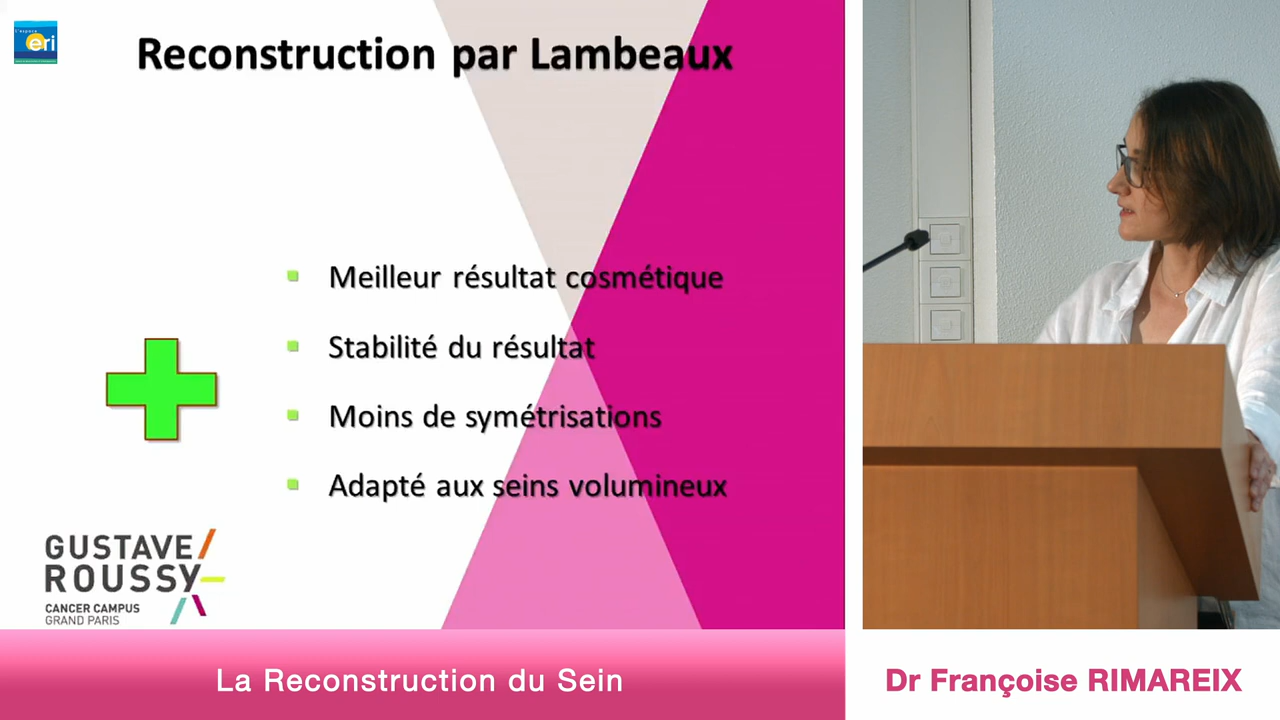 eri
Reconstruction par Lambeaux
Meilleur résultat cosmétique
Stabilité du résultat
Moins de symétrisations
Adapté aux seins volumineux
GUSTAVE
ROUSSY
CANCER CAMPUS
GRAND PARIS
La Reconstruction du Sein
Dr Françoise RIMAREIX